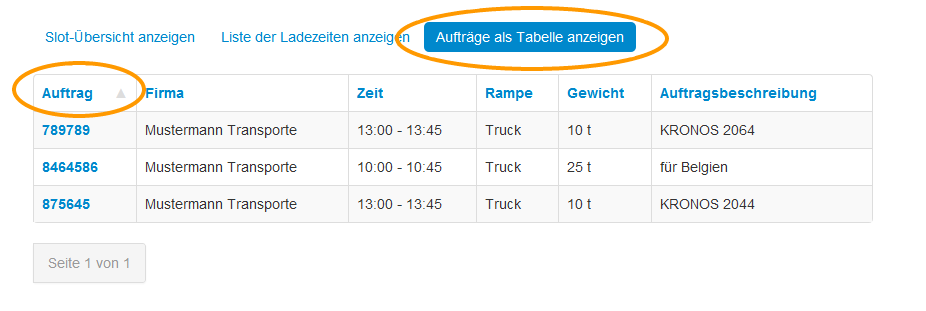 Slot-Übersicht anzeigen Liste der Ladezeiten anzeigen Aufträge als Tabelle anzeigen
Auftrag Firma Zeit Rampe Gewicht Auftragsbeschreibung
789789 Mustermann Transporte 13:00 - 13:45 Truck 10 t KRONOS 2064
8464586 Mustermann Transporte 10:00 - 10:45 Truck 25 t für Belgien
875645 Mustermann Transporte 13:00 - 13:45 Truck 10 t KRONOS 2044
Seite 1 von 1